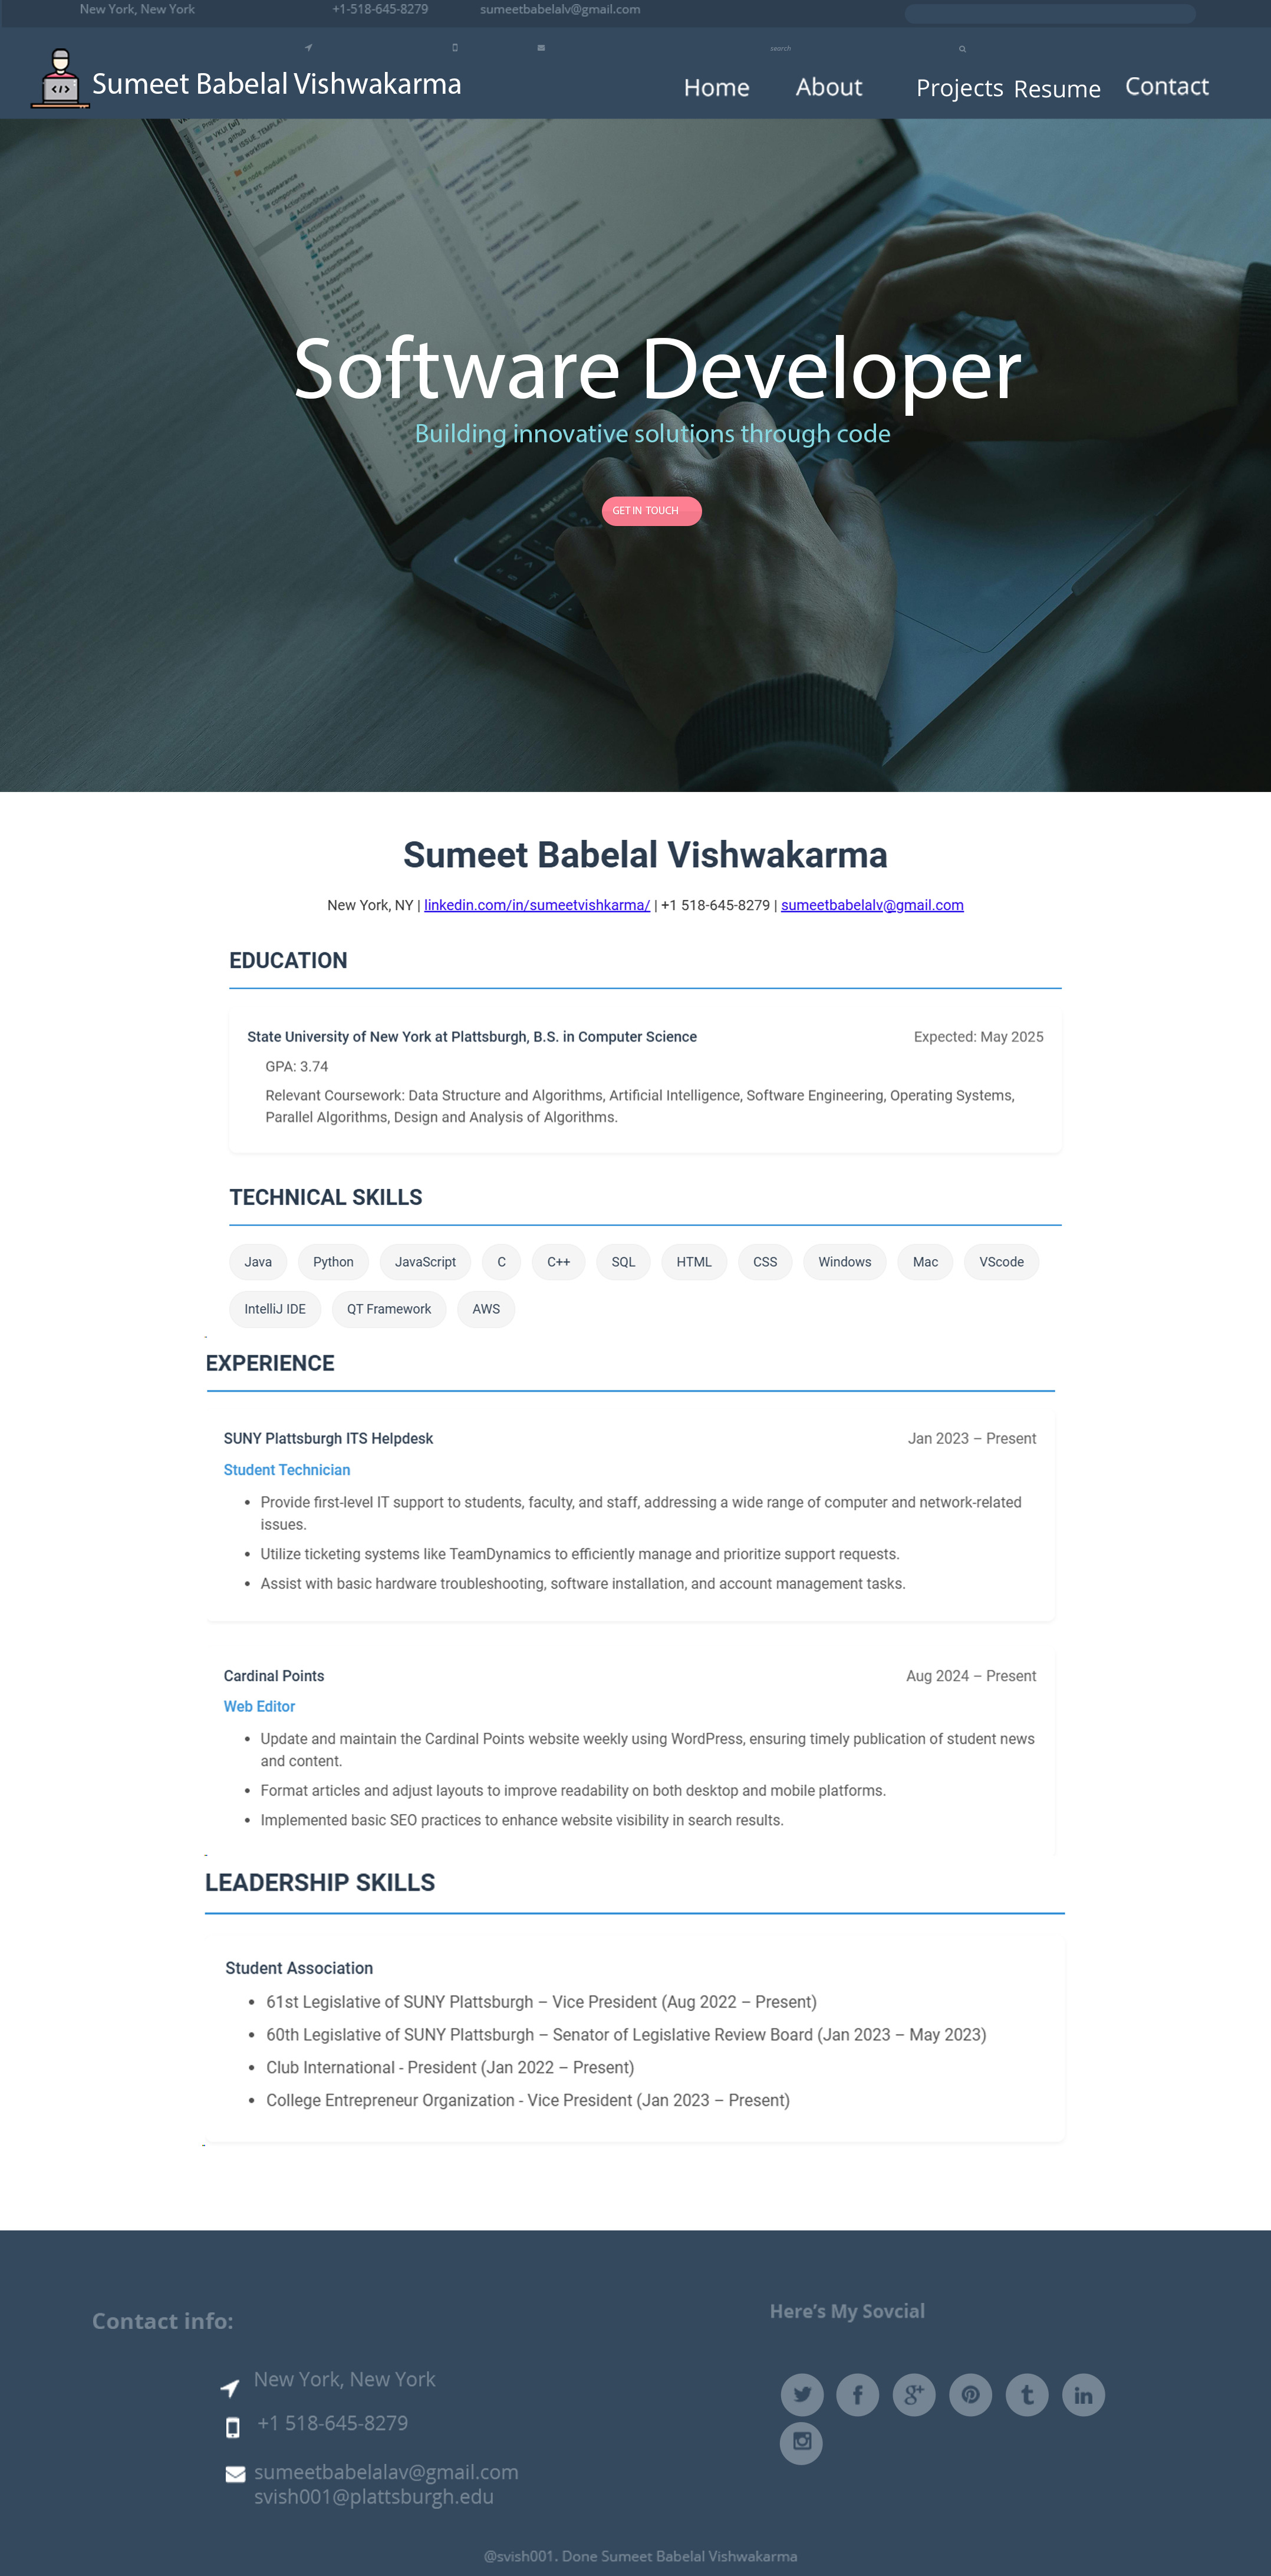 New York, New York +1-518-645-8279 sumeetbabelalv@gmail.com
search
Sumeet Babelal Vishwakarma Home About Projects Resume Contact
Software Developer
Building innovative solutions through code
GET IN TOUCH
Sumeet Babelal Vishwakarma
New York, NY | linkedin.com/in/sumeetvishkarma/ | +1 518-645-8279 | sumeetbabelalv@gmail.com
EDUCATION
State University of New York at Plattsburgh, B.S. in Computer Science Expected: May 2025
GPA: 3.74
Relevant Coursework: Data Structure and Algorithms, Artificial Intelligence, Software Engineering, Operating Systems,
Parallel Algorithms, Design and Analysis of Algorithms.
TECHNICAL SKILLS
Java Python JavaScript C C++ SQL HTML CSS Windows Mac VScode
IntelliJ IDE QT Framework AWS
EXPERIENCE
SUNY Plattsburgh ITS Helpdesk Jan 2023 – Present
Student Technician
• Provide first-level IT support to students, faculty, and staff, addressing a wide range of computer and network-related
issues.
• Utilize ticketing systems like TeamDynamics to efficiently manage and prioritize support requests.
• Assist with basic hardware troubleshooting, software installation, and account management tasks.
Cardinal Points Aug 2024 – Present
Web Editor
• Update and maintain the Cardinal Points website weekly using WordPress, ensuring timely publication of student news
and content.
• Format articles and adjust layouts to improve readability on both desktop and mobile platforms.
• Implemented basic SEO practices to enhance website visibility in search results.
LEADERSHIP SKILLS
Student Association
• 61st Legislative of SUNY Plattsburgh – Vice President (Aug 2022 – Present)
• 60th Legislative of SUNY Plattsburgh – Senator of Legislative Review Board (Jan 2023 – May 2023)
• Club International - President (Jan 2022 – Present)
• College Entrepreneur Organization - Vice President (Jan 2023 – Present)
Contact info: Here's My Sovcial
New York, New York
+1 518-645-8279
sumeetbabelalav@gmail.com
svish001@plattsburgh.edu
@svish001. Done Sumeet Babelal Vishwakarma